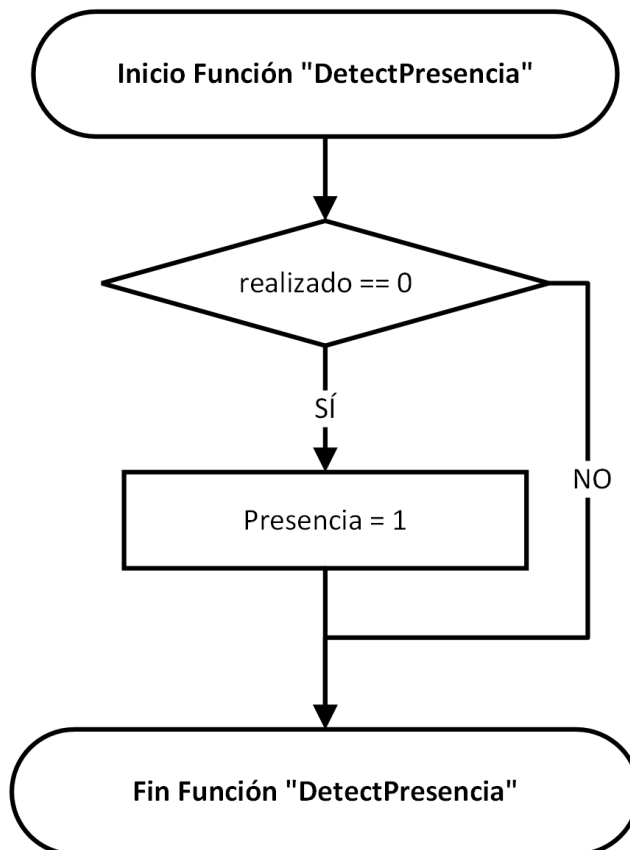 Inicio Función "DetectPresencia"
realizado == 0
SÍ
NO
Presencia = 1
Fin Función "DetectPresencia"